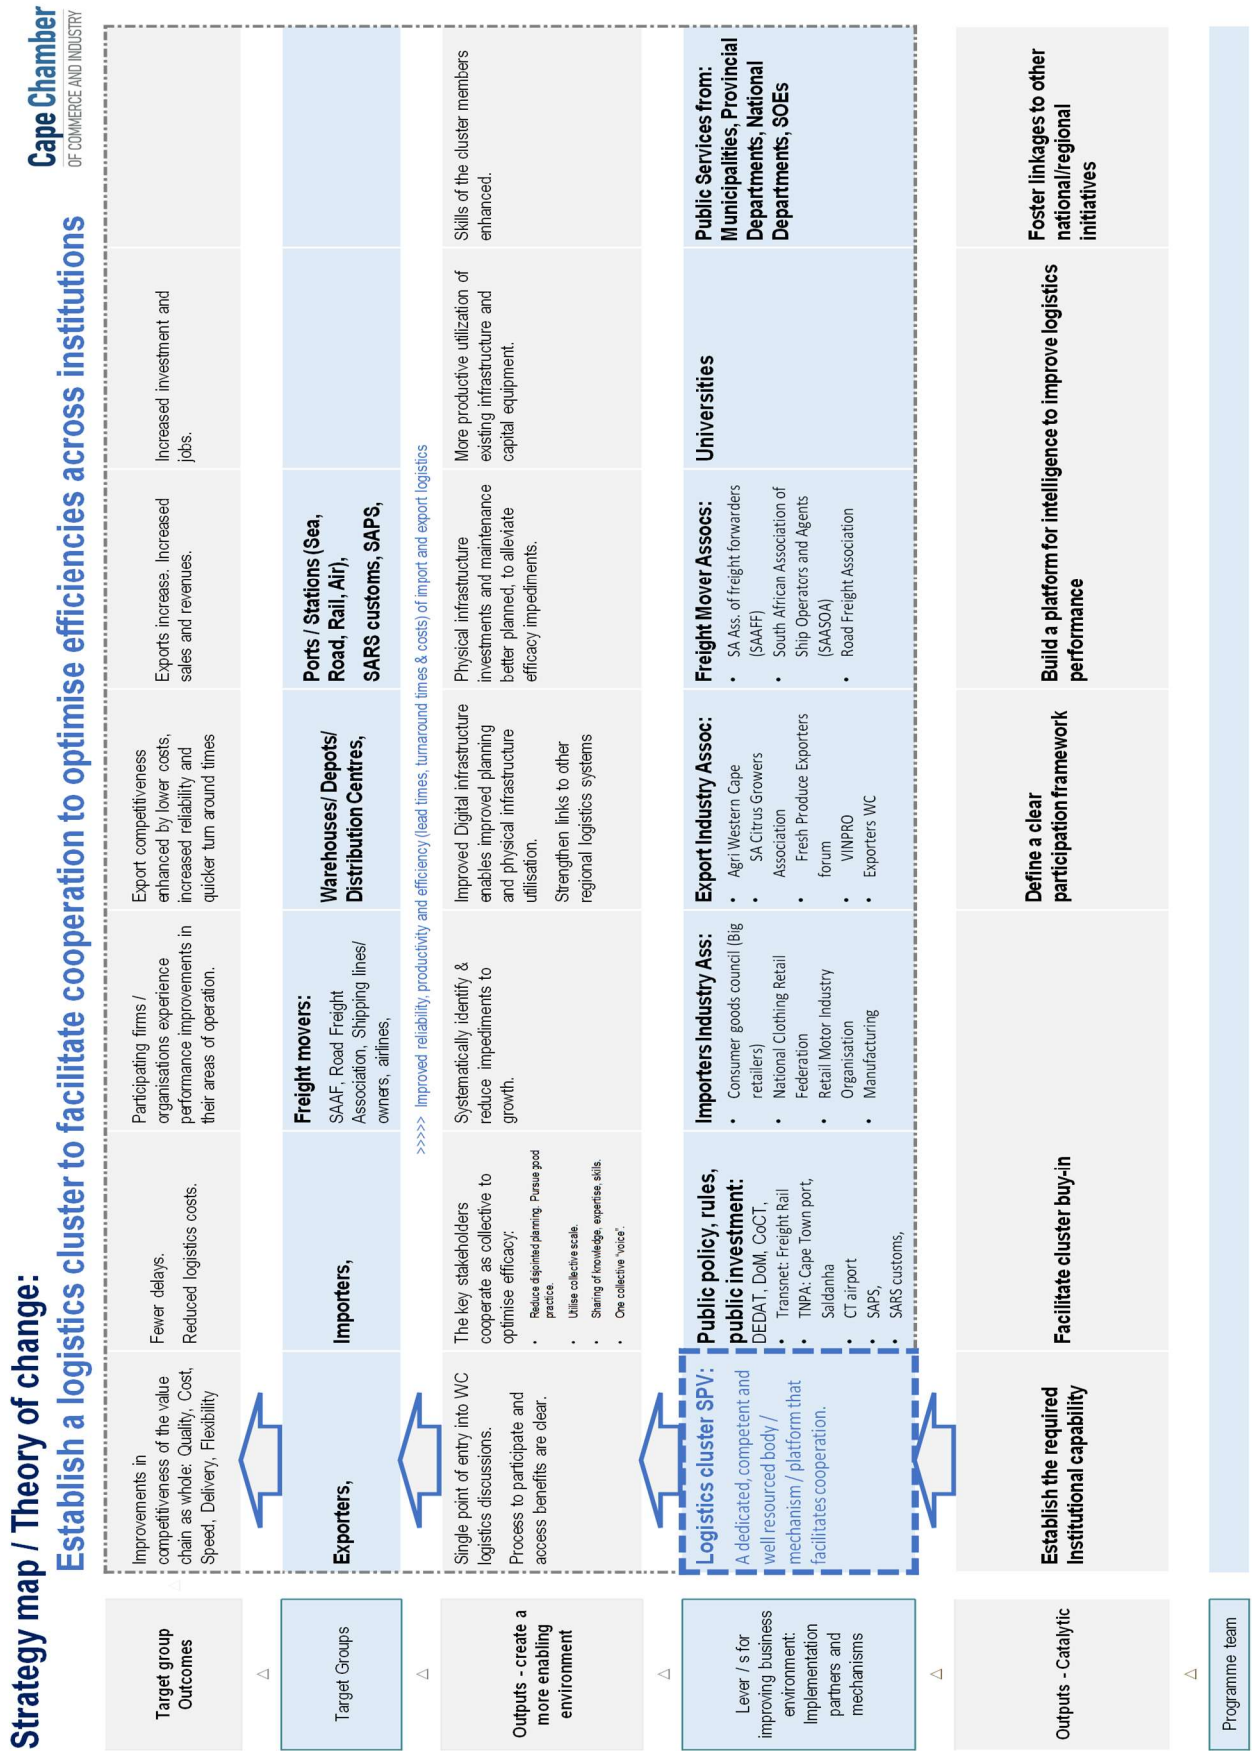 Strategy map / Theory of change:
Establish a logistics cluster to facilitate cooperation to optimise efficiencies across institutions
Cape Chamber
OF COMMERCE AND INDUSTRY
Target group
Outcomes
Improvements in
competitiveness of the value
chain as whole: Quality, Cost,
Speed, Delivery, Flexibility
Fewer delays.
Reduced logistics costs.
Participating firms /
organisations experience
performance improvements in
their areas of operation.
Export competitiveness
enhanced by lower costs,
increased reliability and
quicker turn around times
Exports increase. Increased
sales and revenues.
Increased investment and
jobs.
Target Groups
Exporters,
Importers,
Freight movers:
SAAF, Road Freight
Association, Shipping lines/
owners, airlines,
Warehouses/ Depots/
Distribution Centres,
Ports / Stations (Sea,
Road, Rail, Air),
SARS customs, SAPS,
>>>>> Improved reliability, productivity and efficiency (lead times, turnaround times & costs) of import and export logistics
Outputs - create a
more enabling
environment
Single point of entry into WC
logistics discussions.
Process to participate and
access benefits are clear.
The key stakeholders
cooperate as collective to
optimise efficacy:
• Reduce disjointed planning. Pursue good
practice.
• Utilise collective scale.
• Sharing of knowledge, expertise, skills.
• One collective "voice".
Systematically identify &
reduce impediments to
growth.
Improved Digital infrastructure
enables improved planning
and physical infrastructure
utilisation.
Strengthen links to other
regional logistics systems
Physical infrastructure
investments and maintenance
better planned, to alleviate
efficacy impediments.
More productive utilization of
existing infrastructure and
capital equipment.
Skills of the cluster members
enhanced.
Lever / s for
improving business
environment:
Implementation
partners and
mechanisms
Logistics cluster SPV:
A dedicated, competent and
well resourced body /
mechanism / platform that
facilitates cooperation.
Public policy, rules,
public investment:
DEDAT, DoM, CoCT,
• Transnet: Freight Rail
• TNPA: Cape Town port,
Saldanha
• CT airport
• SAPS,
• SARS customs,
Importers Industry Ass:
• Consumer goods council (Big
retailers)
• National Clothing Retail
Federation
• Retail Motor Industry
Organisation
• Manufacturing
Export Industry Assoc:
• Agri Western Cape
• SA Citrus Growers
Association
• Fresh Produce Exporters
forum
• VINPRO
• Exporters WC
Freight Mover Assocs:
• SA Ass. of freight forwarders
(SAAFF)
• South African Association of
Ship Operators and Agents
(SAASOA)
• Road Freight Association
Universities
Public Services from:
Municipalities, Provincial
Departments, National
Departments, SOEs
Outputs - Catalytic
Establish the required
Institutional capability
Facilitate cluster buy-in
Define a clear
participation framework
Build a platform for intelligence to improve logistics
performance
Foster linkages to other
national/regional
initiatives
Programme team